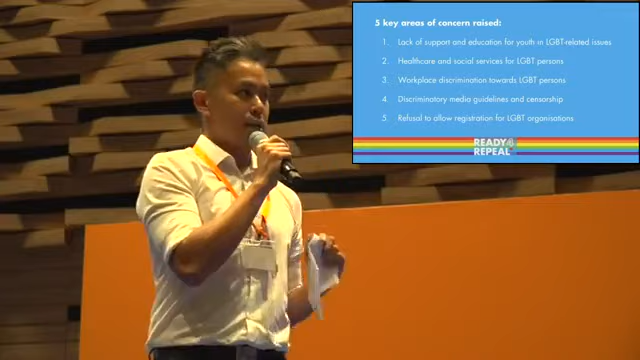 5 key areas of concern raised:
1. Lack of support and education for youth in LGBT-related issues
2. Healthcare and social services for LGBT persons
3. Workplace discrimination towards LGBT persons
4. Discriminatory media guidelines and censorship
5. Refusal to allow registration for LGBT organisations
READY4
REPEAL